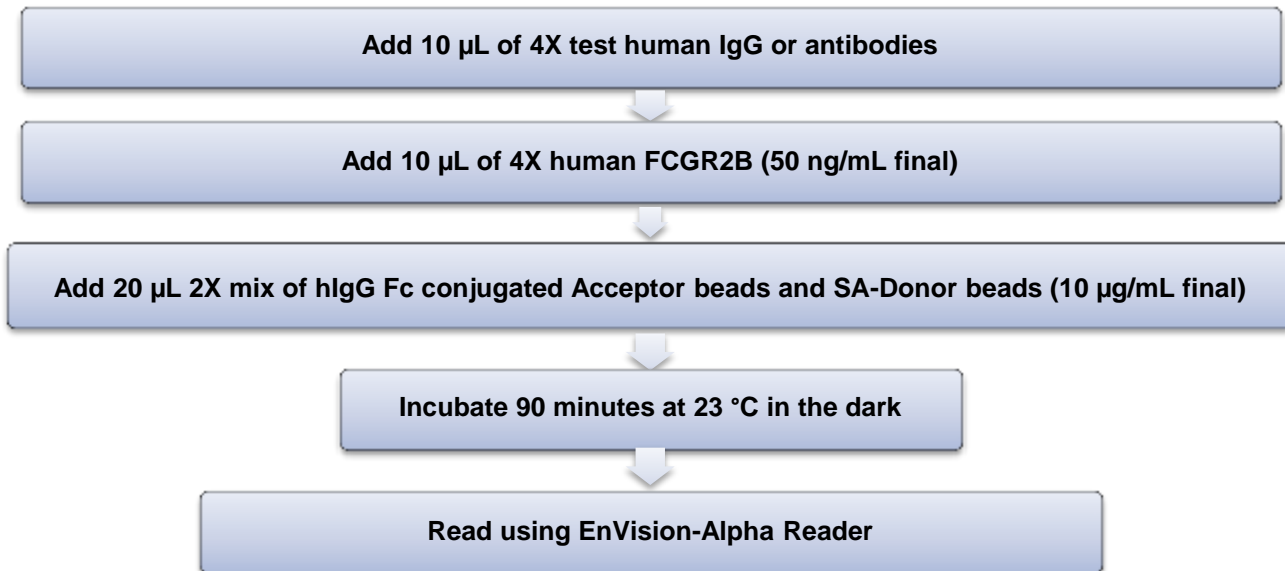 Add 10 µL of 4X test human IgG or antibodies
Add 10 µL of 4X human FCGR2B (50 ng/mL final)
Add 20 µL 2X mix of hIgG Fc conjugated Acceptor beads and SA-Donor beads (10 µg/mL final)
Incubate 90 minutes at 23 °C in the dark
Read using EnVision-Alpha Reader